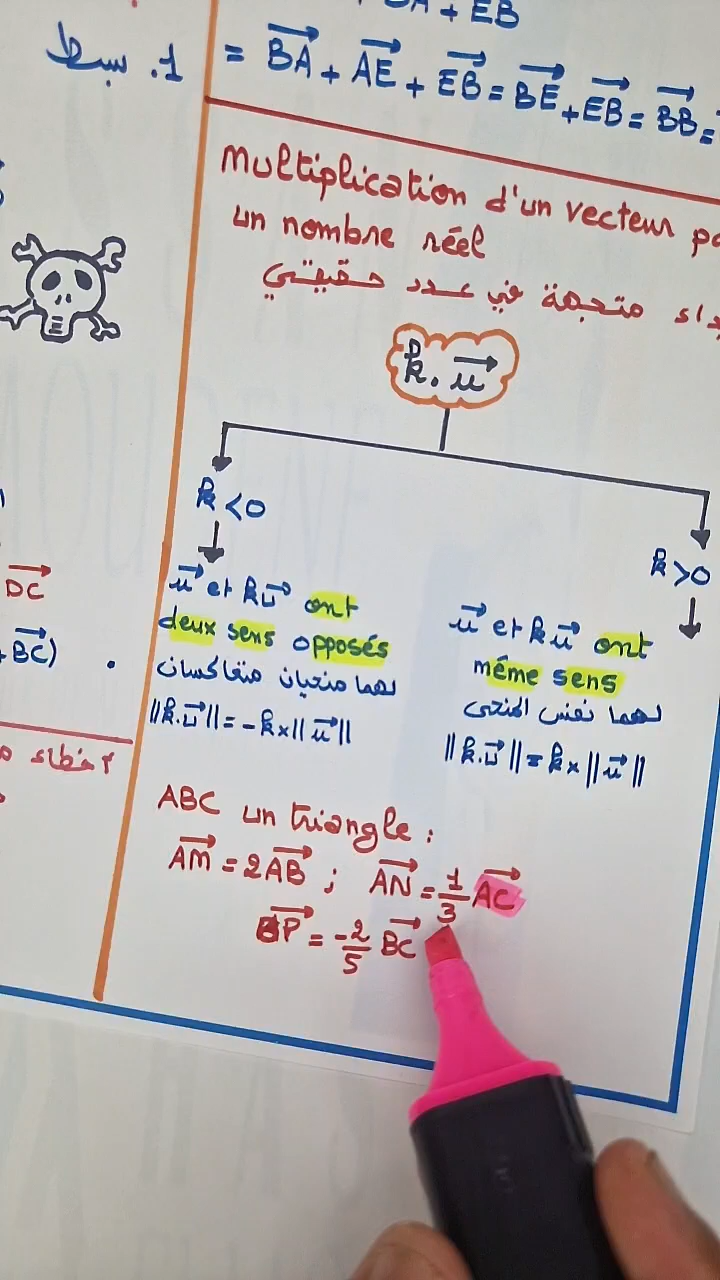 + EB
1. بسط = BA + AE + EB = BE + EB = BB =
Multiplication d'un vecteur
un nombre réel
متجهة في عدد حقيقي
k. u
k<0
k>0
u et ku ont
deux sens opposés
لهما منحيان متعاكسان
||k.u|| = -k×||u||
u et ku ont
même sens
لهما نفس المنحى
||k.u|| = k×||u||
DC
BC) .
ABC un triangle :
AM = 2AB ; AN = 1/3 AC
BP = -2/5 BC